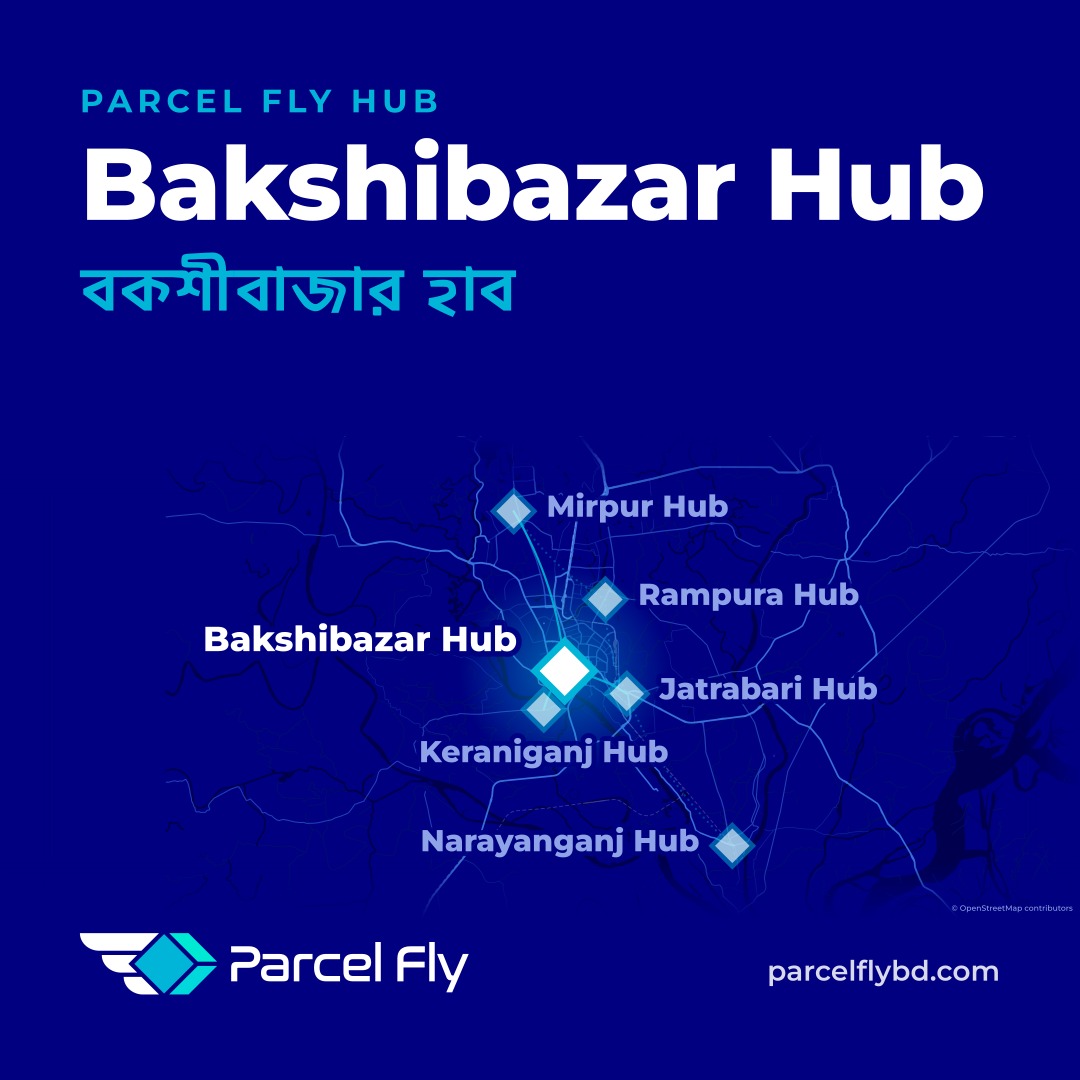 PARCEL FLY HUB
Bakshibazar Hub
বকশীবাজার হাব
Mirpur Hub
Rampura Hub
Bakshibazar Hub
Jatrabari Hub
Keraniganj Hub
Narayanganj Hub
© OpenStreetMap contributors
Parcel Fly
parcelflybd.com